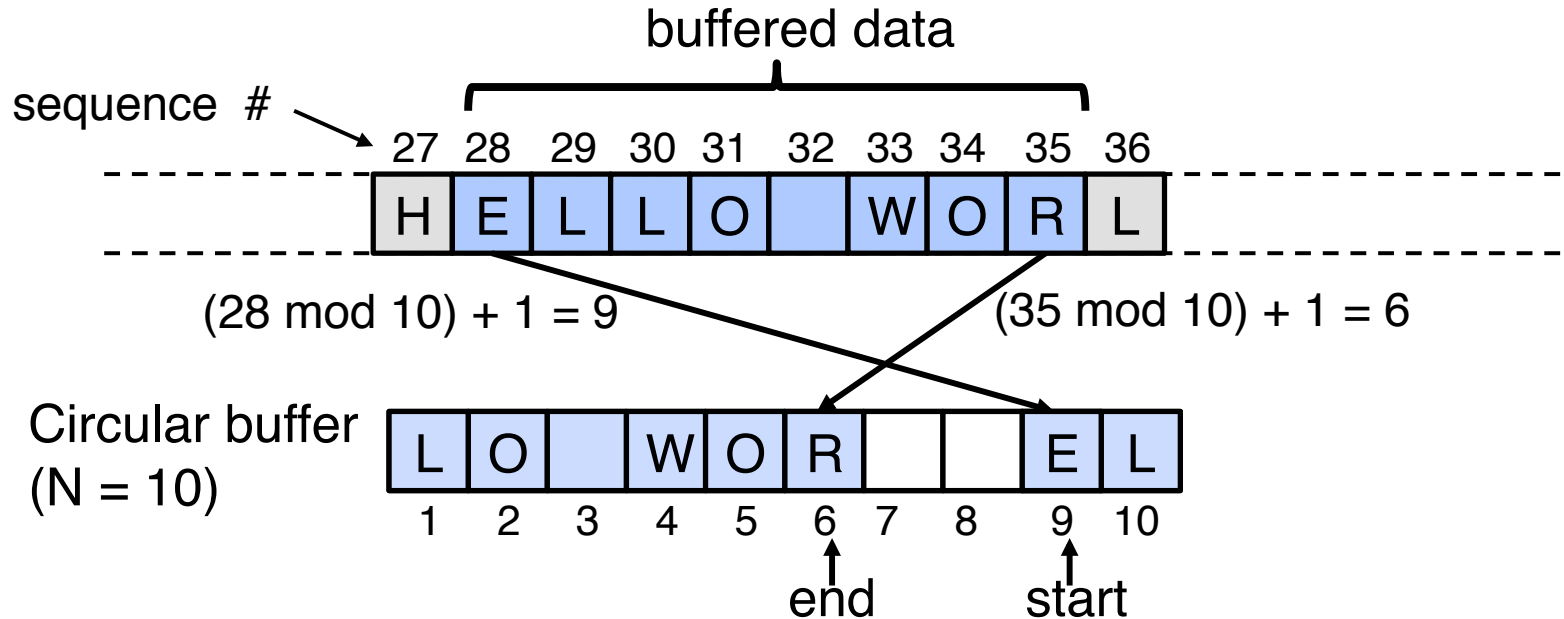 buffered data
sequence #
27 28 29 30 31 32 33 34 35 36
H E L L O W O R L
(28 mod 10) + 1 = 9
(35 mod 10) + 1 = 6
Circular buffer
(N = 10)
L O W O R E L
1 2 3 4 5 6 7 8 9 10
end
start